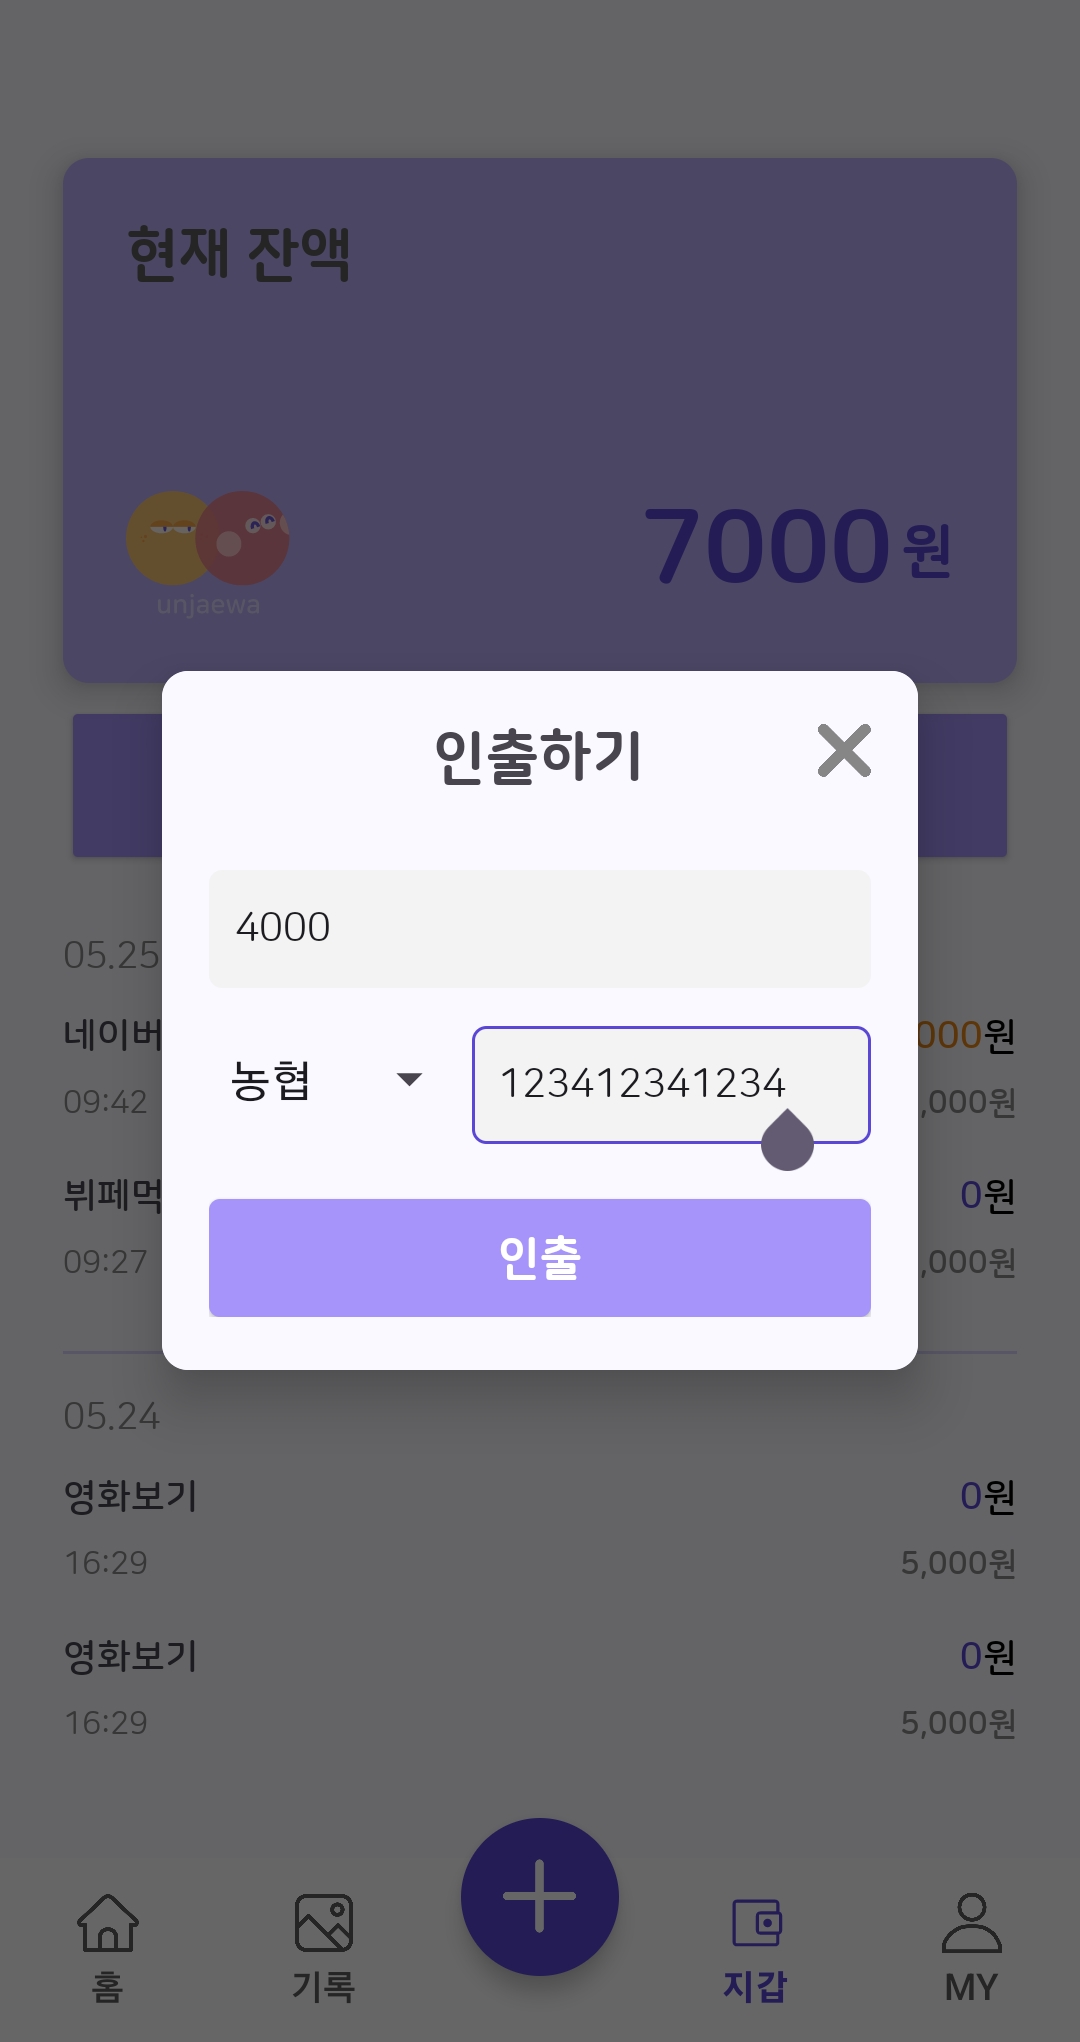 현재 잔액
unjaewa
7000 원
인출하기
4000
농협
123412341234
인출
05.25
네이버
000원
09:42
,000원
뷔페먹
0원
09:27
,000원
05.24
영화보기
0원
16:29
5,000원
영화보기
0원
16:29
5,000원
홈
기록
지갑
MY